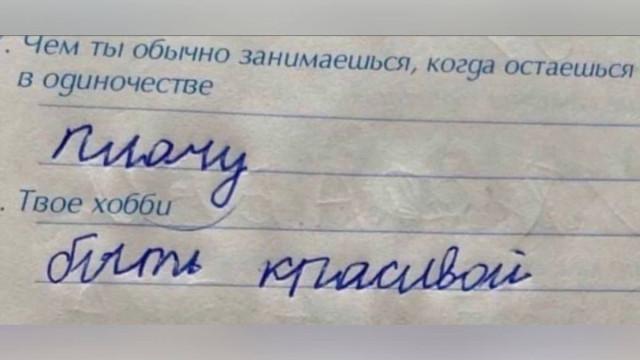 . Чем ты обычно занимаешься, когда остаешься
в одиночестве
плачу
. Твое хобби
быть красивой